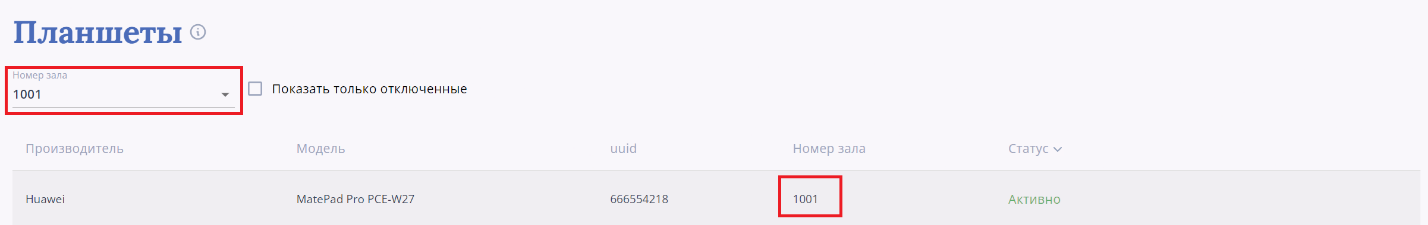 Планшеты
Номер зала
1001
Показать только отключенные
Производитель Модель uuid Номер зала Статус
Huawei MatePad Pro PCE-W27 666554218 1001 Активно